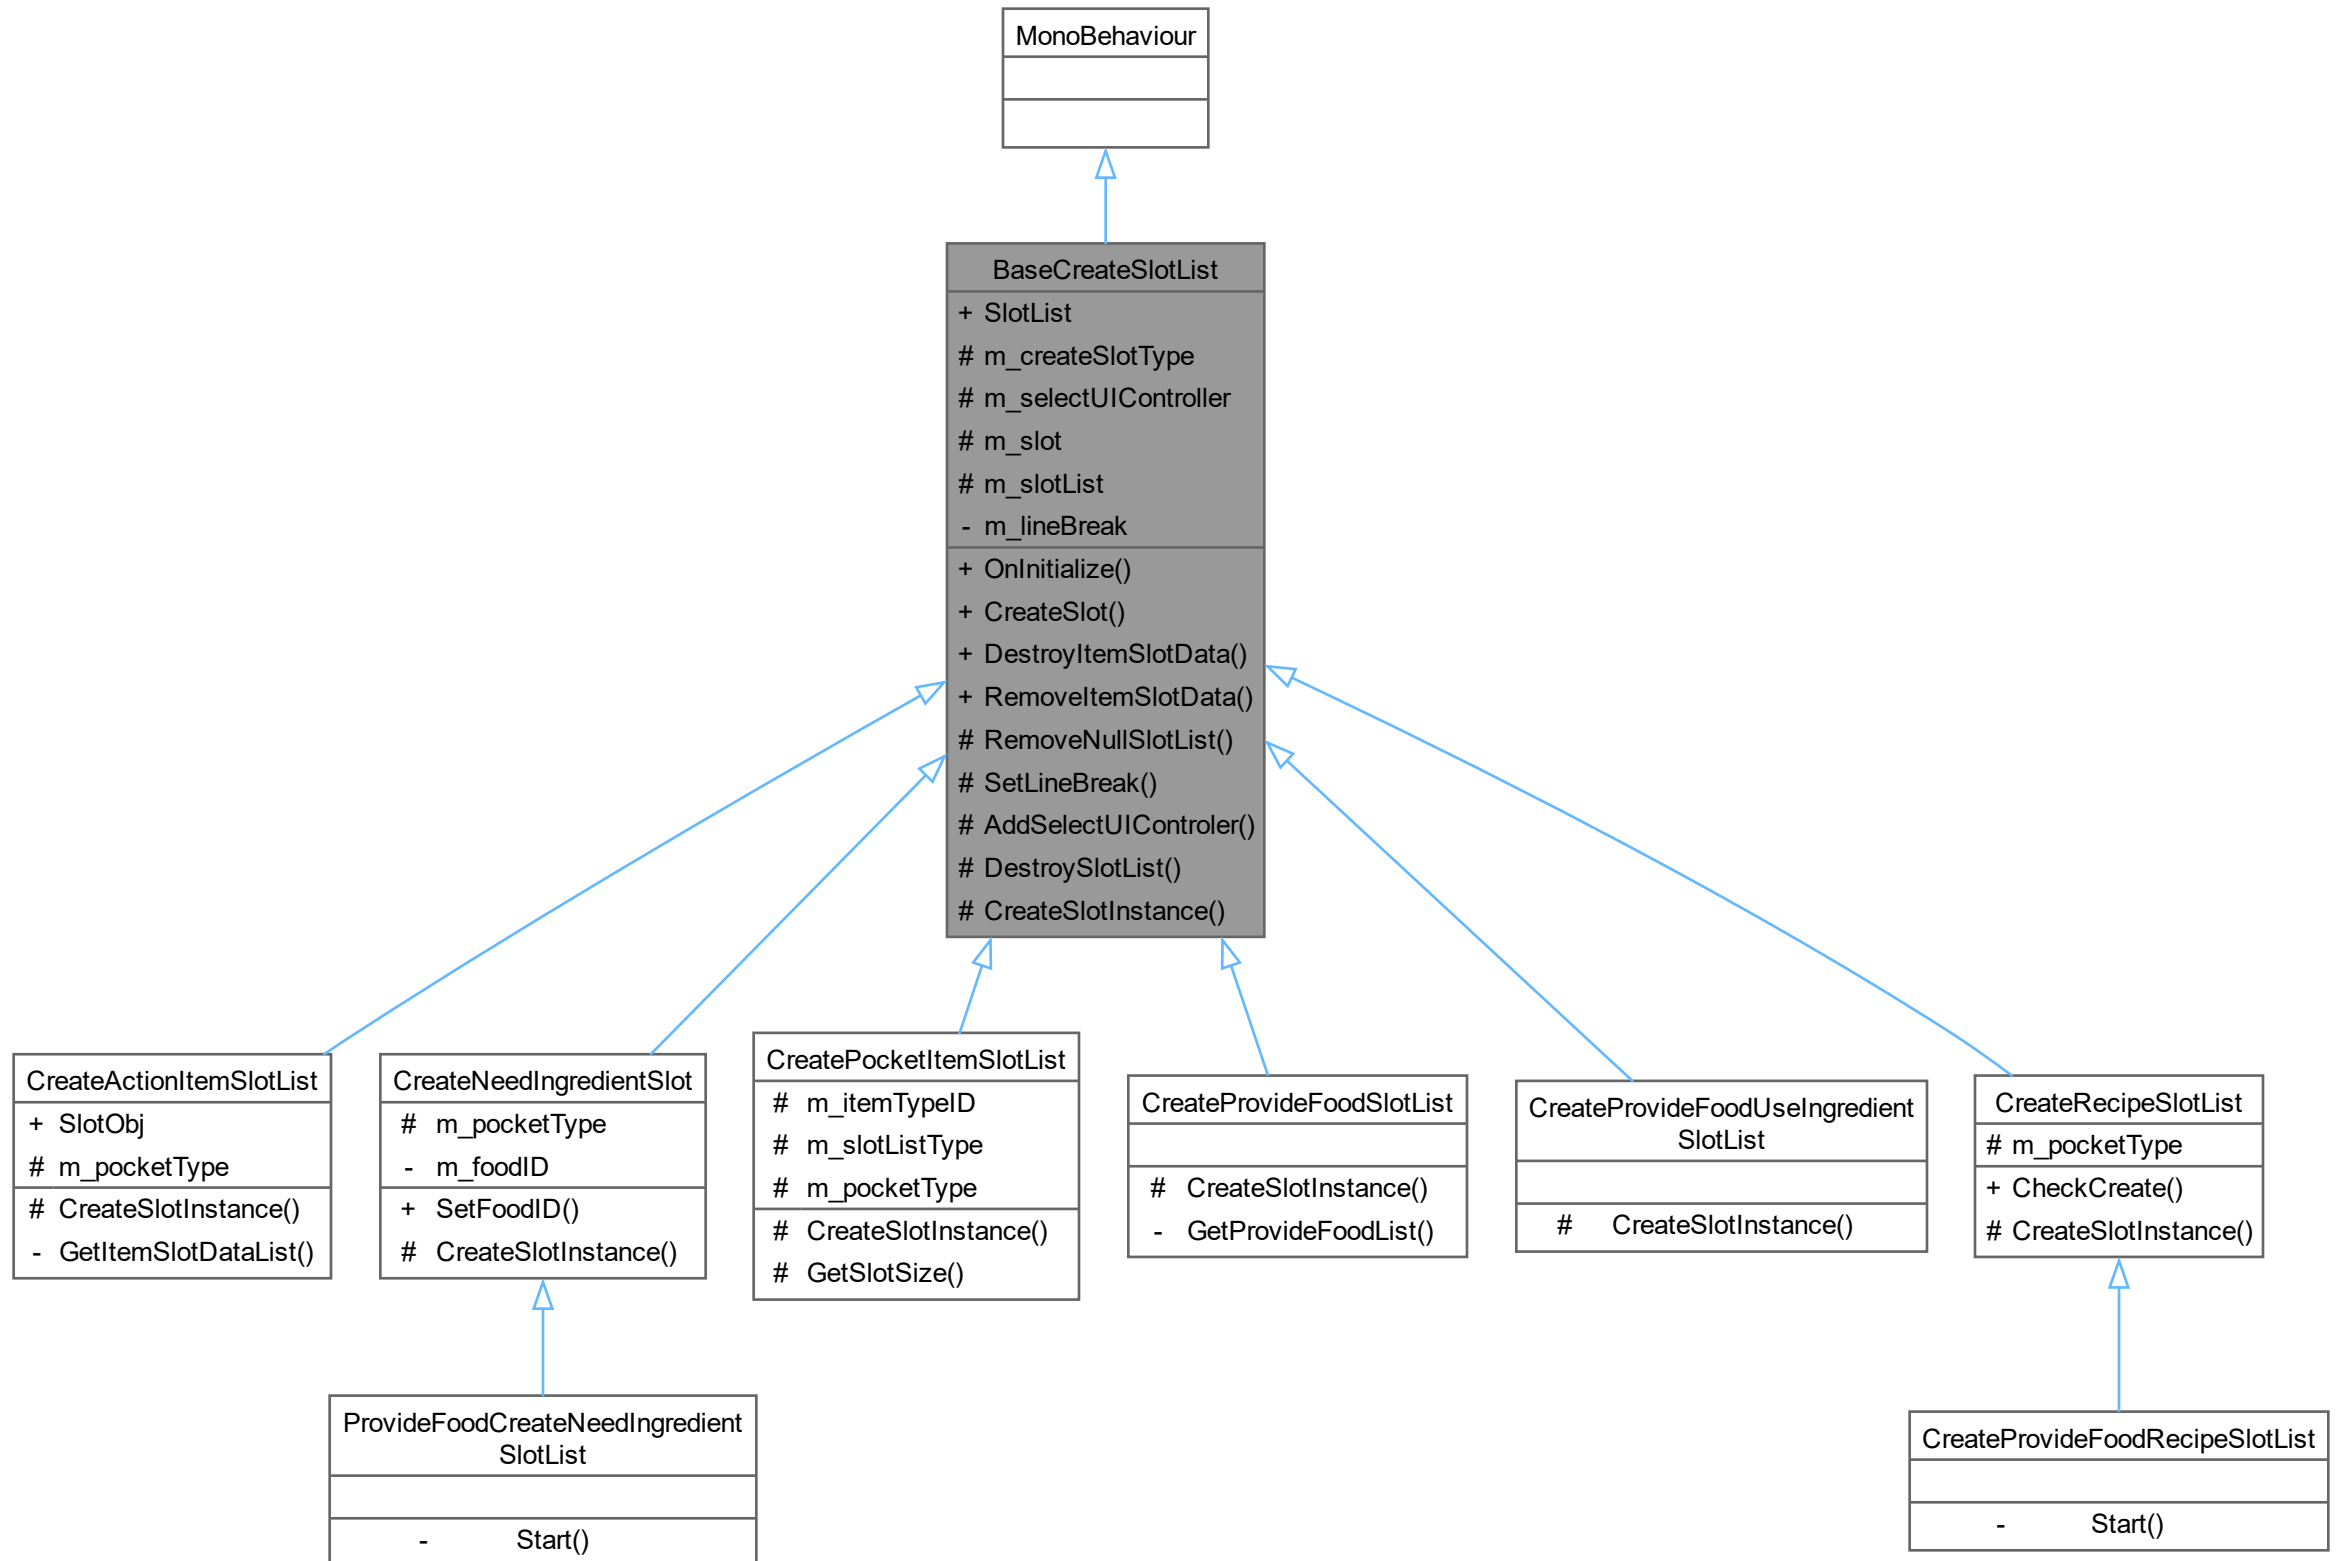 MonoBehaviour
BaseCreateSlotList
+ SlotList
# m_createSlotType
# m_selectUIController
# m_slot
# m_slotList
- m_lineBreak
+ OnInitialize()
+ CreateSlot()
+ DestroyItemSlotData()
+ RemoveItemSlotData()
# RemoveNullSlotList()
# SetLineBreak()
# AddSelectUIControler()
# DestroySlotList()
# CreateSlotInstance()
CreateActionItemSlotList
+ SlotObj
# m_pocketType
# CreateSlotInstance()
- GetItemSlotDataList()
CreateNeedIngredientSlot
# m_pocketType
- m_foodID
+ SetFoodID()
# CreateSlotInstance()
CreatePocketItemSlotList
# m_itemTypeID
# m_slotListType
# m_pocketType
# CreateSlotInstance()
# GetSlotSize()
CreateProvideFoodSlotList
# CreateSlotInstance()
- GetProvideFoodList()
CreateProvideFoodUseIngredient
SlotList
# CreateSlotInstance()
CreateRecipeSlotList
# m_pocketType
+ CheckCreate()
# CreateSlotInstance()
ProvideFoodCreateNeedIngredient
SlotList
- Start()
CreateProvideFoodRecipeSlotList
- Start()